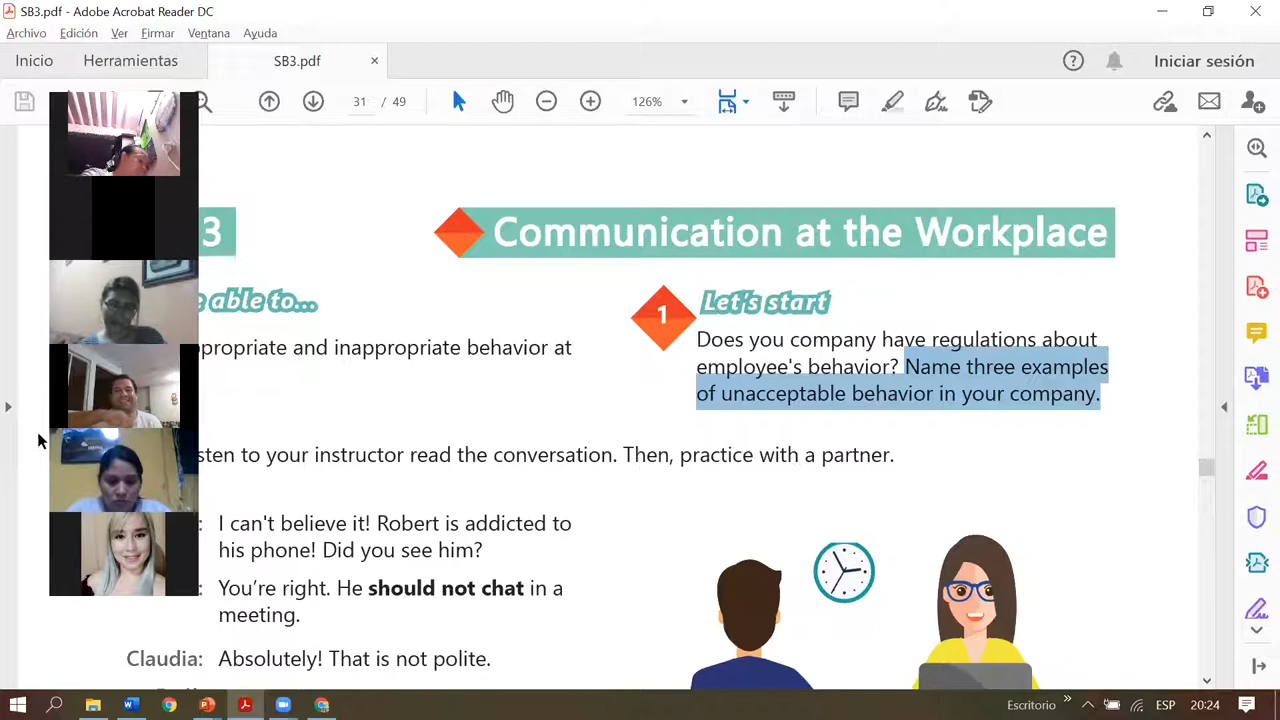 SB3.pdf - Adobe Acrobat Reader DC
Archivo Edición Ver Firmar Ventana Ayuda
Inicio Herramientas SB3.pdf Iniciar sesión
31 / 49 126%
3 Communication at the Workplace
e able to...
ppropriate and inappropriate behavior at
1 Let's start
Does you company have regulations about
employee's behavior? Name three examples
of unacceptable behavior in your company.
sten to your instructor read the conversation. Then, practice with a partner.
: I can't believe it! Robert is addicted to
his phone! Did you see him?
: You’re right. He should not chat in a
meeting.
Claudia: Absolutely! That is not polite.
Escritorio ESP 20:24